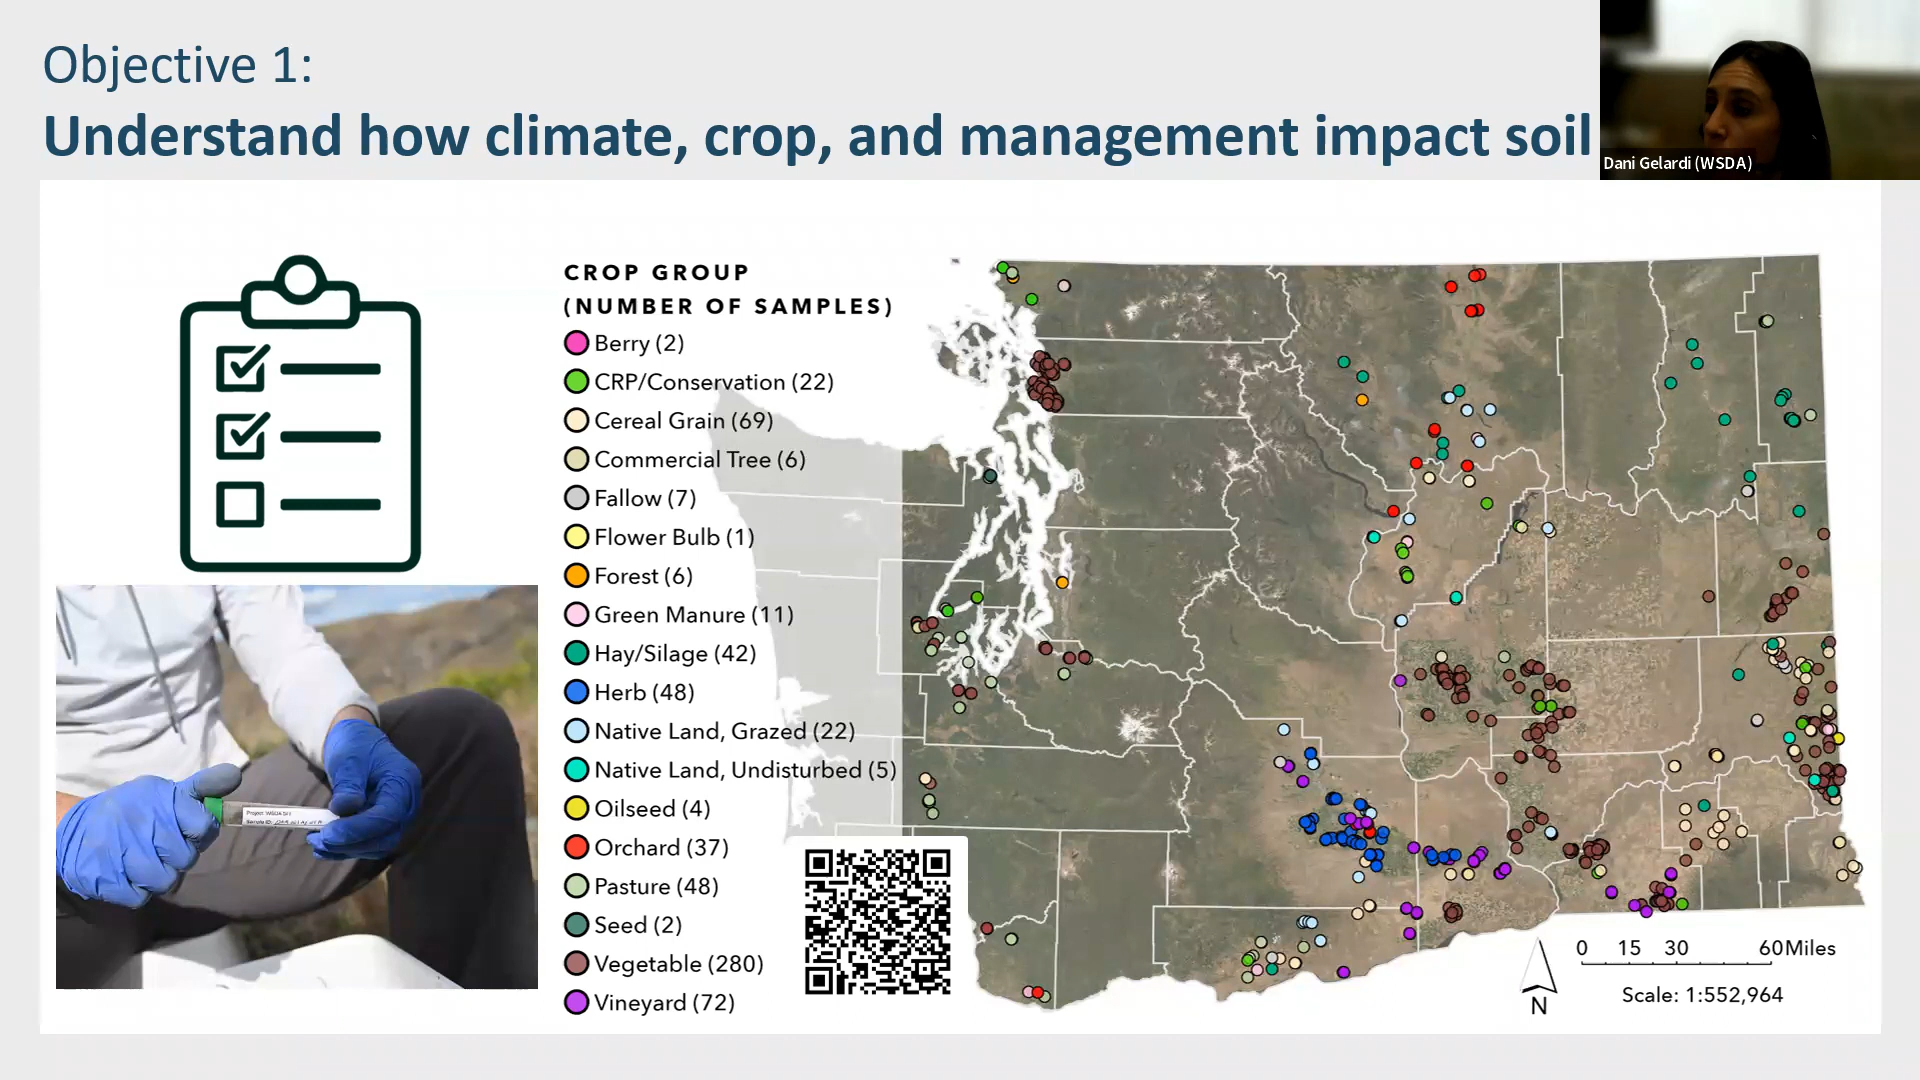 Objective 1:
Understand how climate, crop, and management impact soil
Dani Gelardi (WSDA)
CROP GROUP
(NUMBER OF SAMPLES)
Berry (2)
CRP/Conservation (22)
Cereal Grain (69)
Commercial Tree (6)
Fallow (7)
Flower Bulb (1)
Forest (6)
Green Manure (11)
Hay/Silage (42)
Herb (48)
Native Land, Grazed (22)
Native Land, Undisturbed (5)
Oilseed (4)
Orchard (37)
Pasture (48)
Seed (2)
Vegetable (280)
Vineyard (72)
0 15 30 60 Miles
Scale: 1:552,964
N